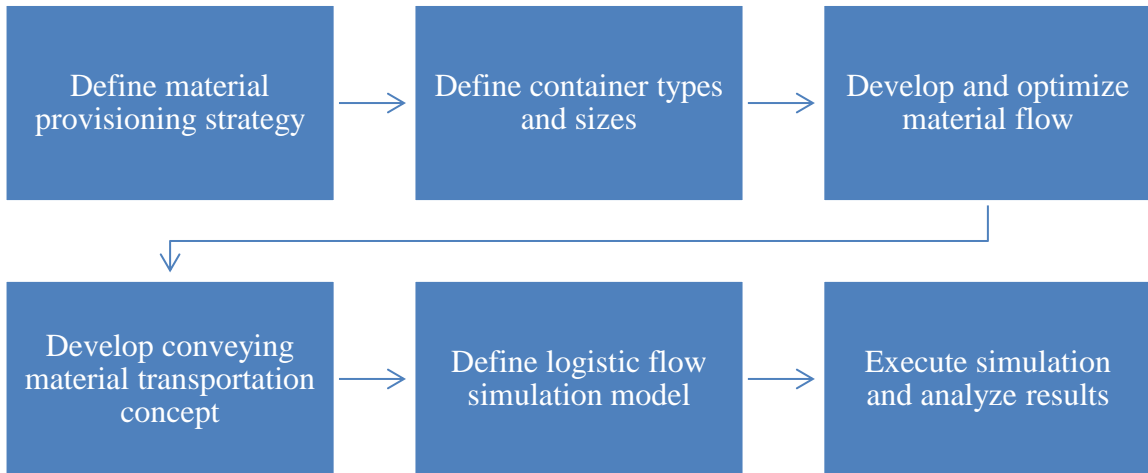 Define material
provisioning strategy
Define container types
and sizes
Develop and optimize
material flow
Develop conveying
material transportation
concept
Define logistic flow
simulation model
Execute simulation
and analyze results